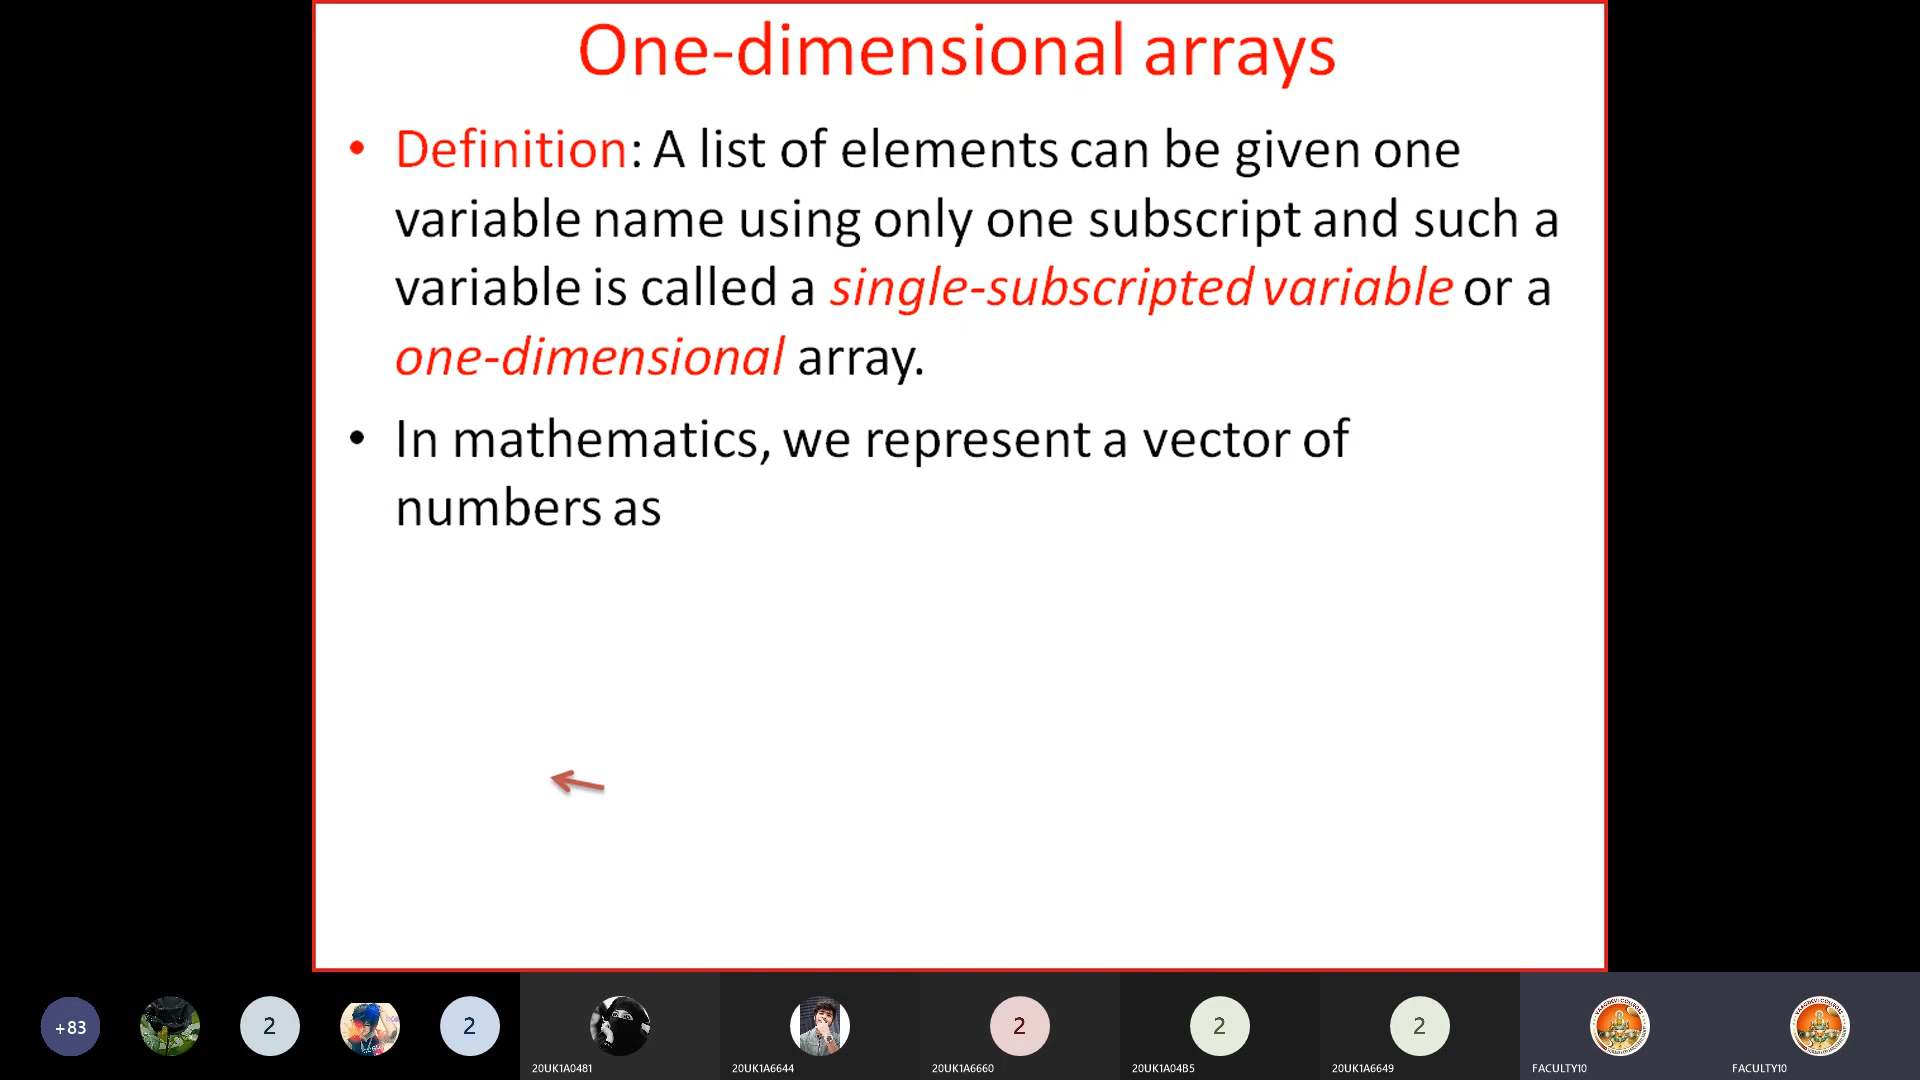 One-dimensional arrays
• Definition: A list of elements can be given one
variable name using only one subscript and such a
variable is called a single-subscripted variable or a
one-dimensional array.
• In mathematics, we represent a vector of
numbers as
+83
2
2
2
2
2
20UK1A0481
20UK1A6644
20UK1A6660
20UK1A04B5
20UK1A6649
FACULTY10
FACULTY10